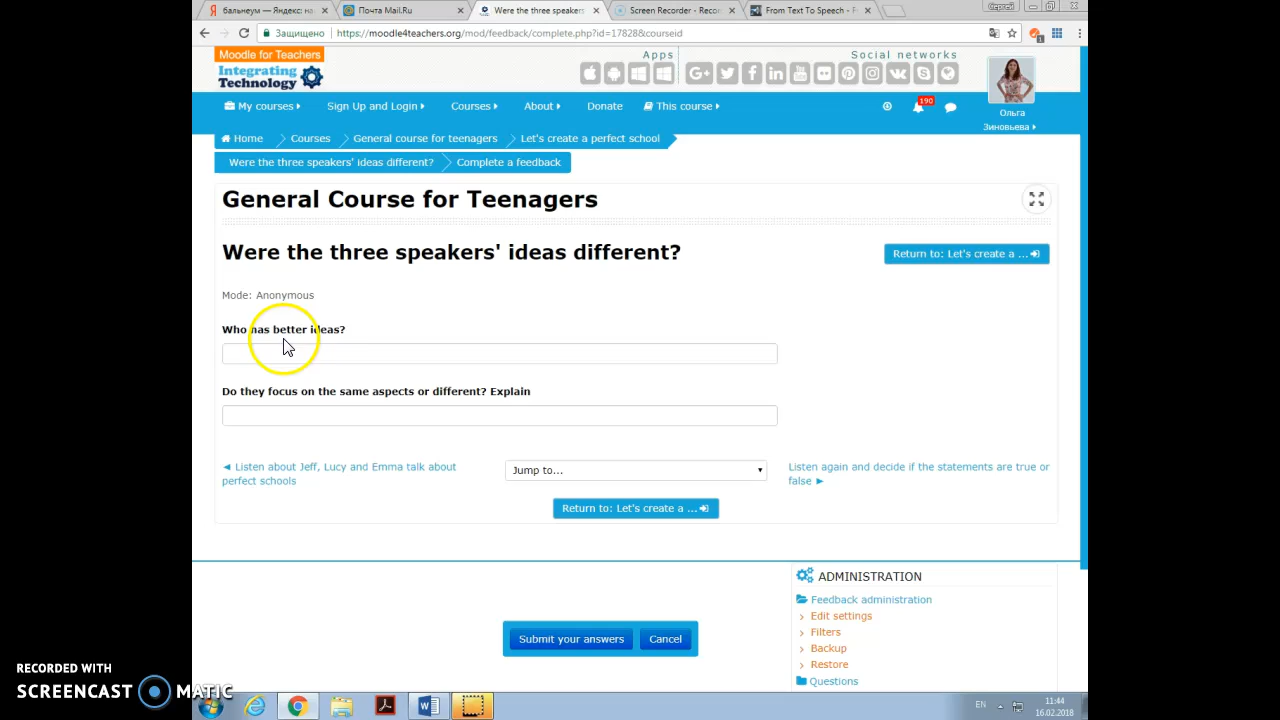 бальнеум — Яндекс: на
Почта Mail.Ru
Were the three speakers
Screen Recorder - Recor
From Text To Speech - F
Сергей
Защищено
https://moodle4teachers.org/mod/feedback/complete.php?id=17828&courseid
Moodle for Teachers
Integrating
Technology
Apps
Social networks
My courses
Sign Up and Login
Courses
About
Donate
This course
190
Ольга
Зиновьева
Home
Courses
General course for teenagers
Let's create a perfect school
Were the three speakers' ideas different?
Complete a feedback
General Course for Teenagers
Were the three speakers' ideas different?
Return to: Let's create a ...
Mode: Anonymous
Who has better ideas?
Do they focus on the same aspects or different? Explain
◄ Listen about Jeff, Lucy and Emma talk about
perfect schools
Jump to...
Listen again and decide if the statements are true or
false ►
Return to: Let's create a ...
ADMINISTRATION
Feedback administration
Edit settings
Filters
Backup
Restore
Questions
Submit your answers
Cancel
RECORDED WITH
SCREENCAST MATIC
EN
11:44
16.02.2018